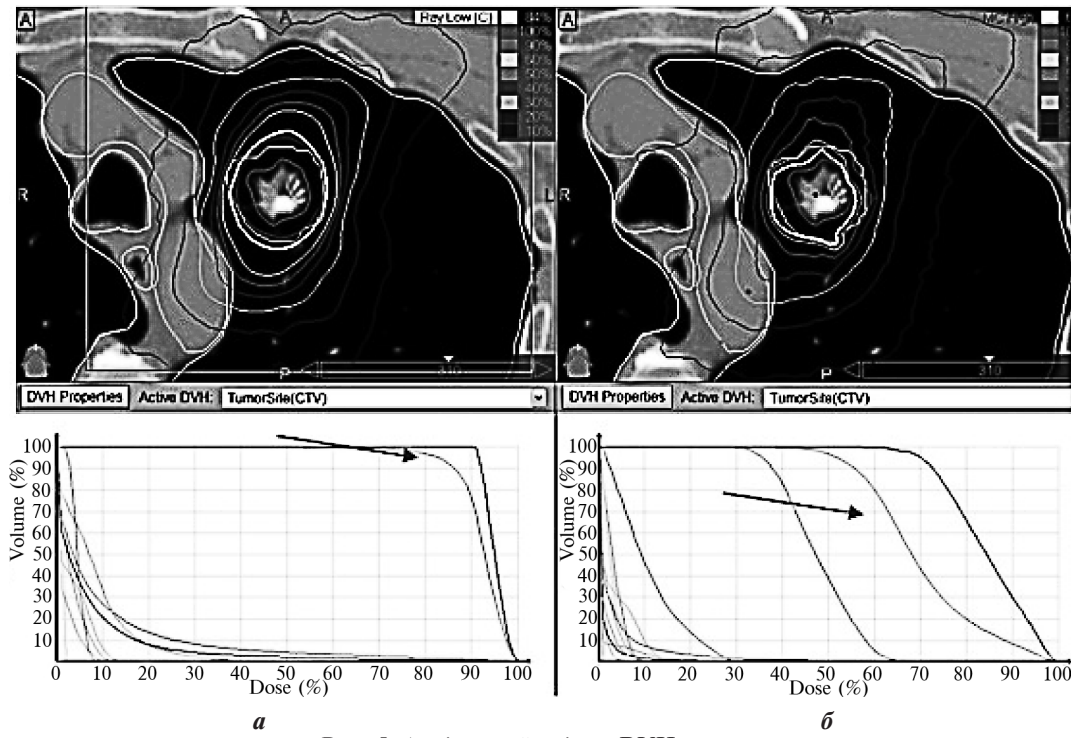 A A Ray Low [C]
A A
100%
20%
10%
R L
R
P
P
310
310
DVH Properties Active DVH: TumorSite(CTV)
DVH Properties Active DVH: TumorSite(CTV)
Volume (%)
100
90
80
70
60
50
40
30
20
10
0 10 20 30 40 50 60 70 80 90 100
Dose (%)
Volume (%)
100
90
80
70
60
50
40
30
20
10
0 10 20 30 40 50 60 70 80 90 100
Dose (%)
а
б